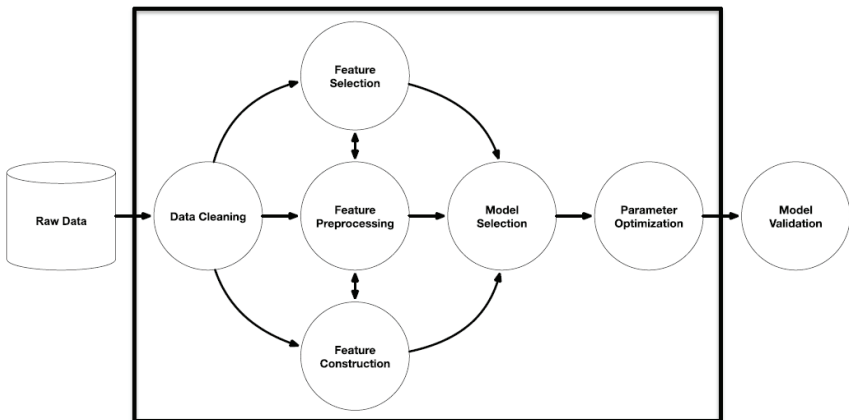 Feature
Selection
Raw Data
Data Cleaning
Feature
Preprocessing
Model
Selection
Parameter
Optimization
Model
Validation
Feature
Construction